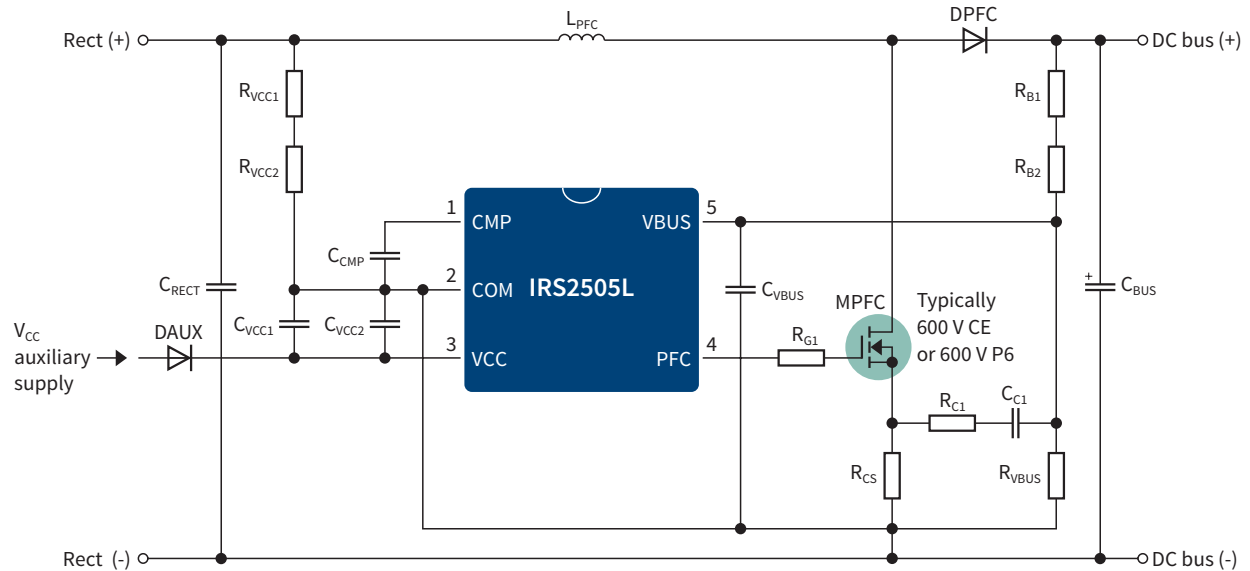 LPFC
DPFC
Rect (+)
DC bus (+)
RVCC1
RB1
RVCC2
RB2
1
CMP
VBUS
5
CCMP
2
COM
IRS2505L
CRECT
CVBUS
+
CBUS
MPFC
Typically
600 V CE
or 600 V P6
VCC
auxiliary
supply
DAUX
CVCC1
CVCC2
3
VCC
PFC
4
RG1
RC1
CC1
RCS
RVBUS
Rect (-)
DC bus (-)